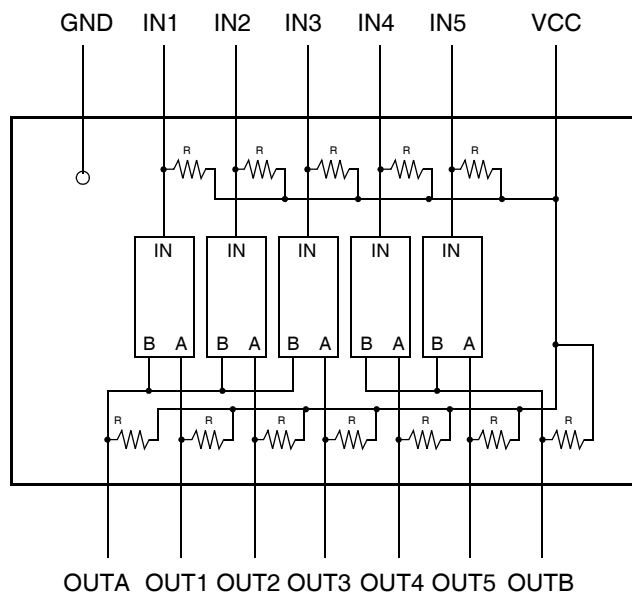 GND IN1 IN2 IN3 IN4 IN5 VCC
R R R R R
IN IN IN IN IN
B A B A B A B A B A
R R R R R R R
OUTA OUT1 OUT2 OUT3 OUT4 OUT5 OUTB